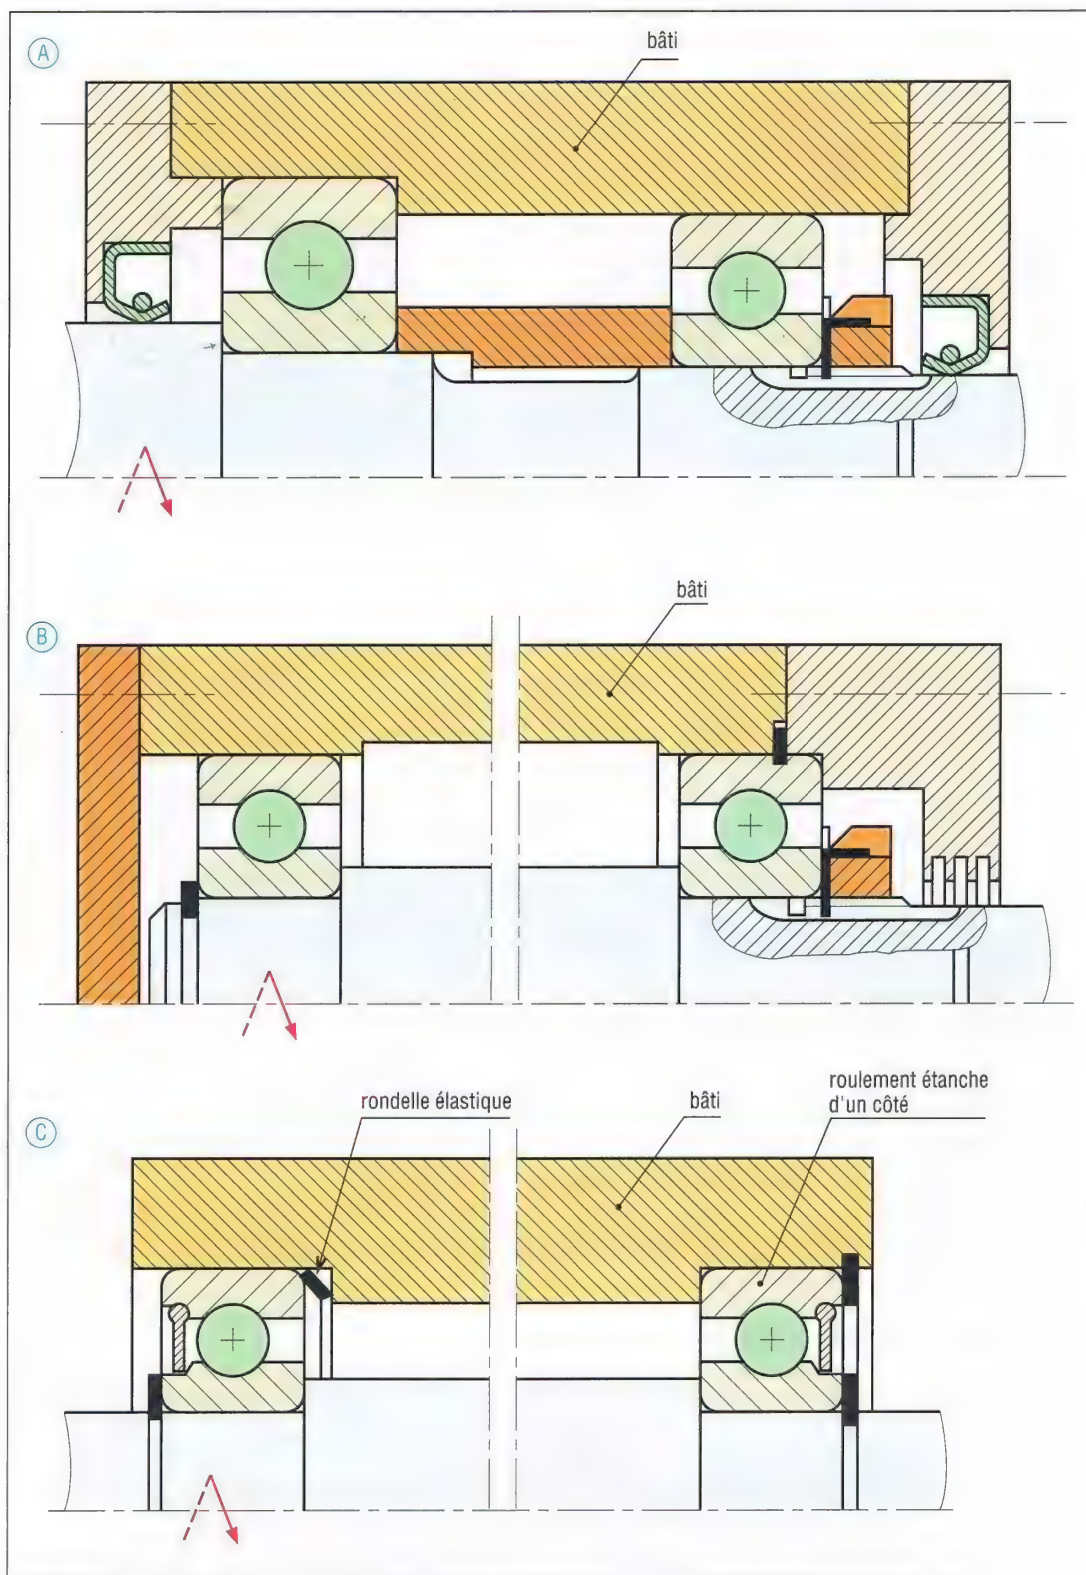 A
bâti
B
bâti
C
rondelle élastique
bâti
roulement étanche
d'un côté